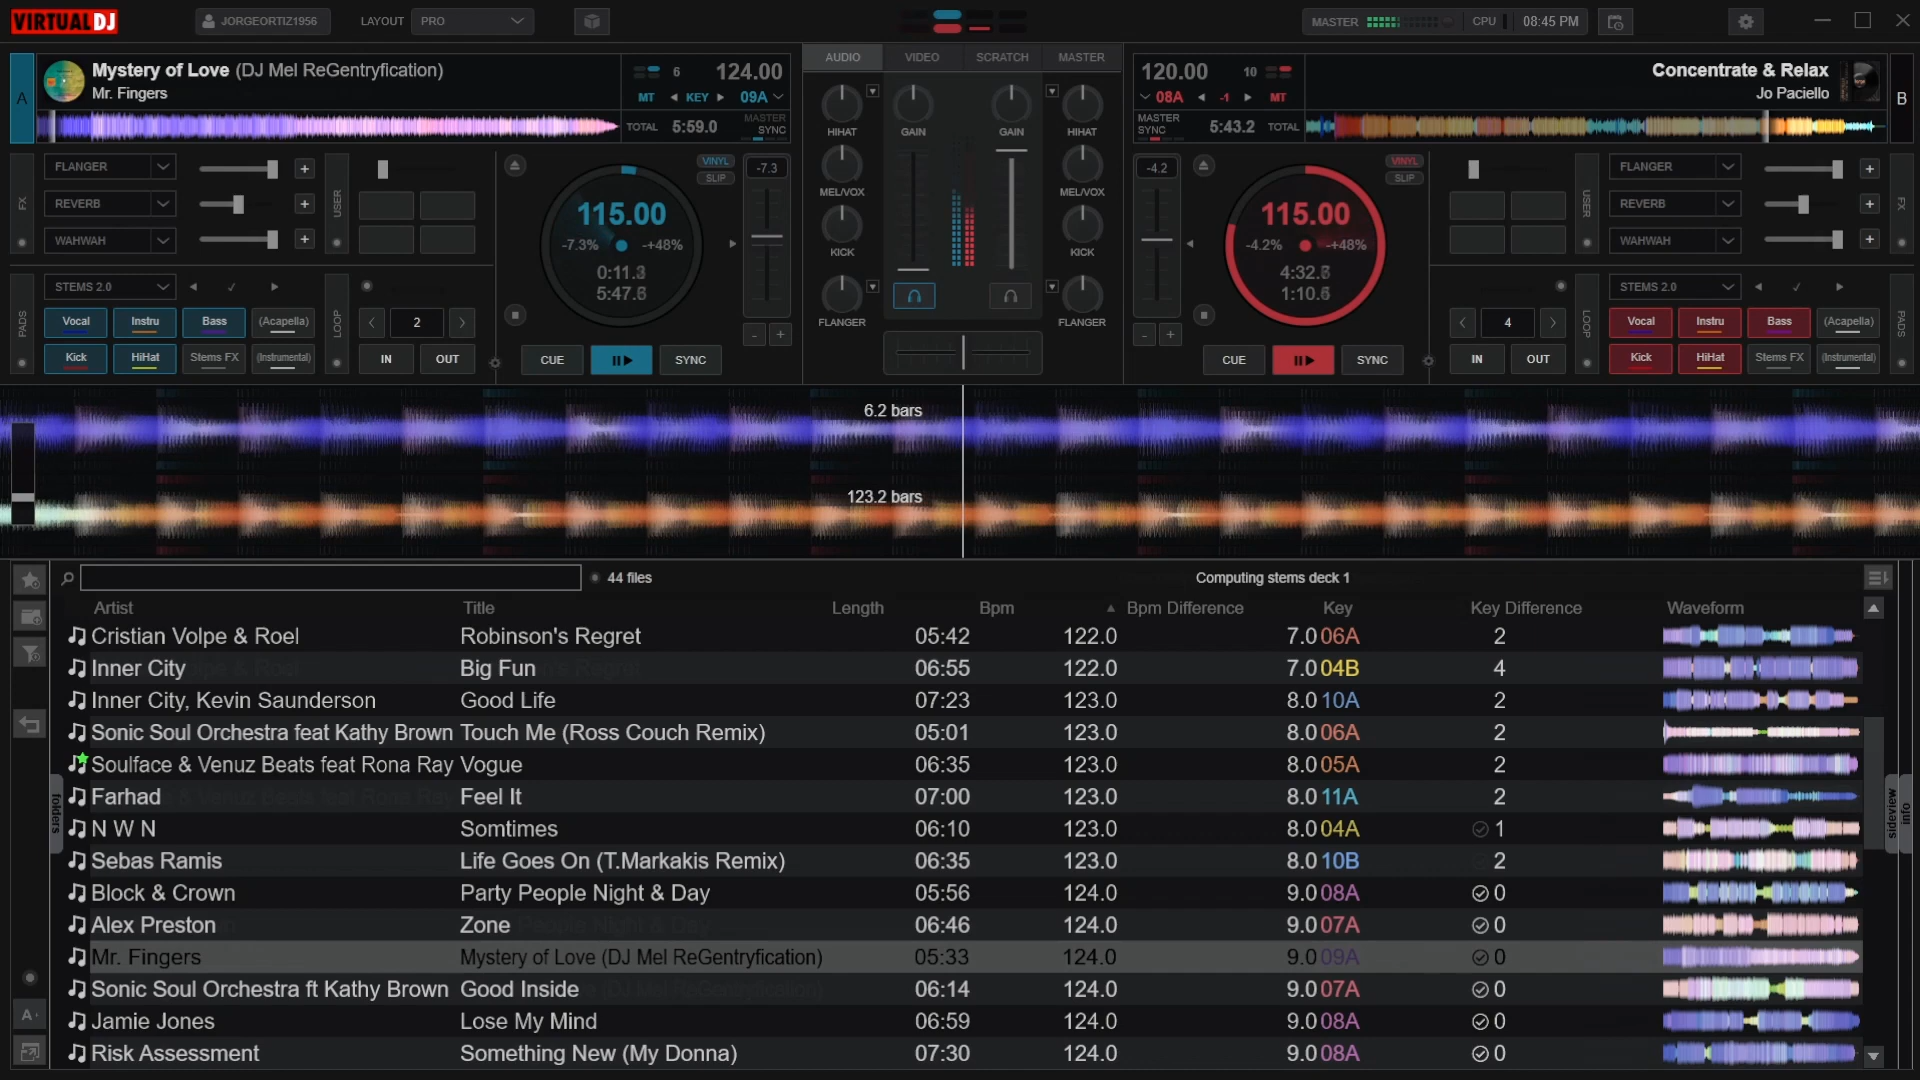 VIRTUALDJ
JORGEORTIZ1956
LAYOUT PRO
MASTER CPU 08:45 PM
A
Mystery of Love (DJ Mel ReGentryfication)
Mr. Fingers
6 124.00
MT KEY 09A
TOTAL 5:59.0 MASTER SYNC
AUDIO VIDEO SCRATCH MASTER
120.00 10
08A -1 MT
MASTER SYNC 5:43.2 TOTAL
Concentrate & Relax
Jo Paciello
B
FX
FLANGER
REVERB
WAHWAH
USER
VINYL
SLIP
-7.3
115.00
-7.3% -+48%
5:47.6
HIHAT GAIN GAIN HIHAT
MEL/VOX MEL/VOX
KICK KICK
FLANGER FLANGER
-4.2
VINYL
SLIP
115.00
-4.2% -+48%
USER
FLANGER
REVERB
WAHWAH
FX
PADS
STEMS 2.0
Vocal Instru Bass (Acapella)
Kick HiHat Stems FX (Instrumental)
LOOP
2
IN OUT
CUE SYNC
- +
- +
CUE SYNC
4
IN OUT
LOOP
STEMS 2.0
Vocal Instru Bass (Acapella)
Kick HiHat Stems FX (Instrumental)
PADS
6.2 bars
123.2 bars
44 files
Computing stems deck 1
Artist Title Length Bpm Bpm Difference Key Key Difference Waveform
Cristian Volpe & Roel Robinson's Regret 05:42 122.0 7.0 06A 2
Inner City Big Fun 06:55 122.0 7.0 04B 4
Inner City, Kevin Saunderson Good Life 07:23 123.0 8.0 10A 2
Sonic Soul Orchestra feat Kathy Brown Touch Me (Ross Couch Remix) 05:01 123.0 8.0 06A 2
Soulface & Venuz Beats feat Rona Ray Vogue 06:35 123.0 8.0 05A 2
Farhad Feel It 07:00 123.0 8.0 11A 2
N W N Somtimes 06:10 123.0 8.0 04A 1
Sebas Ramis Life Goes On (T.Markakis Remix) 06:35 123.0 8.0 10B 2
Block & Crown Party People Night & Day 05:56 124.0 9.0 08A 0
Alex Preston Zone 06:46 124.0 9.0 07A 0
Mr. Fingers Mystery of Love (DJ Mel ReGentryfication) 05:33 124.0 9.0 09A 0
Sonic Soul Orchestra ft Kathy Brown Good Inside 06:14 124.0 9.0 07A 0
Jamie Jones Lose My Mind 06:59 124.0 9.0 08A 0
Risk Assessment Something New (My Donna) 07:30 124.0 9.0 08A 0
folders
sideview
info